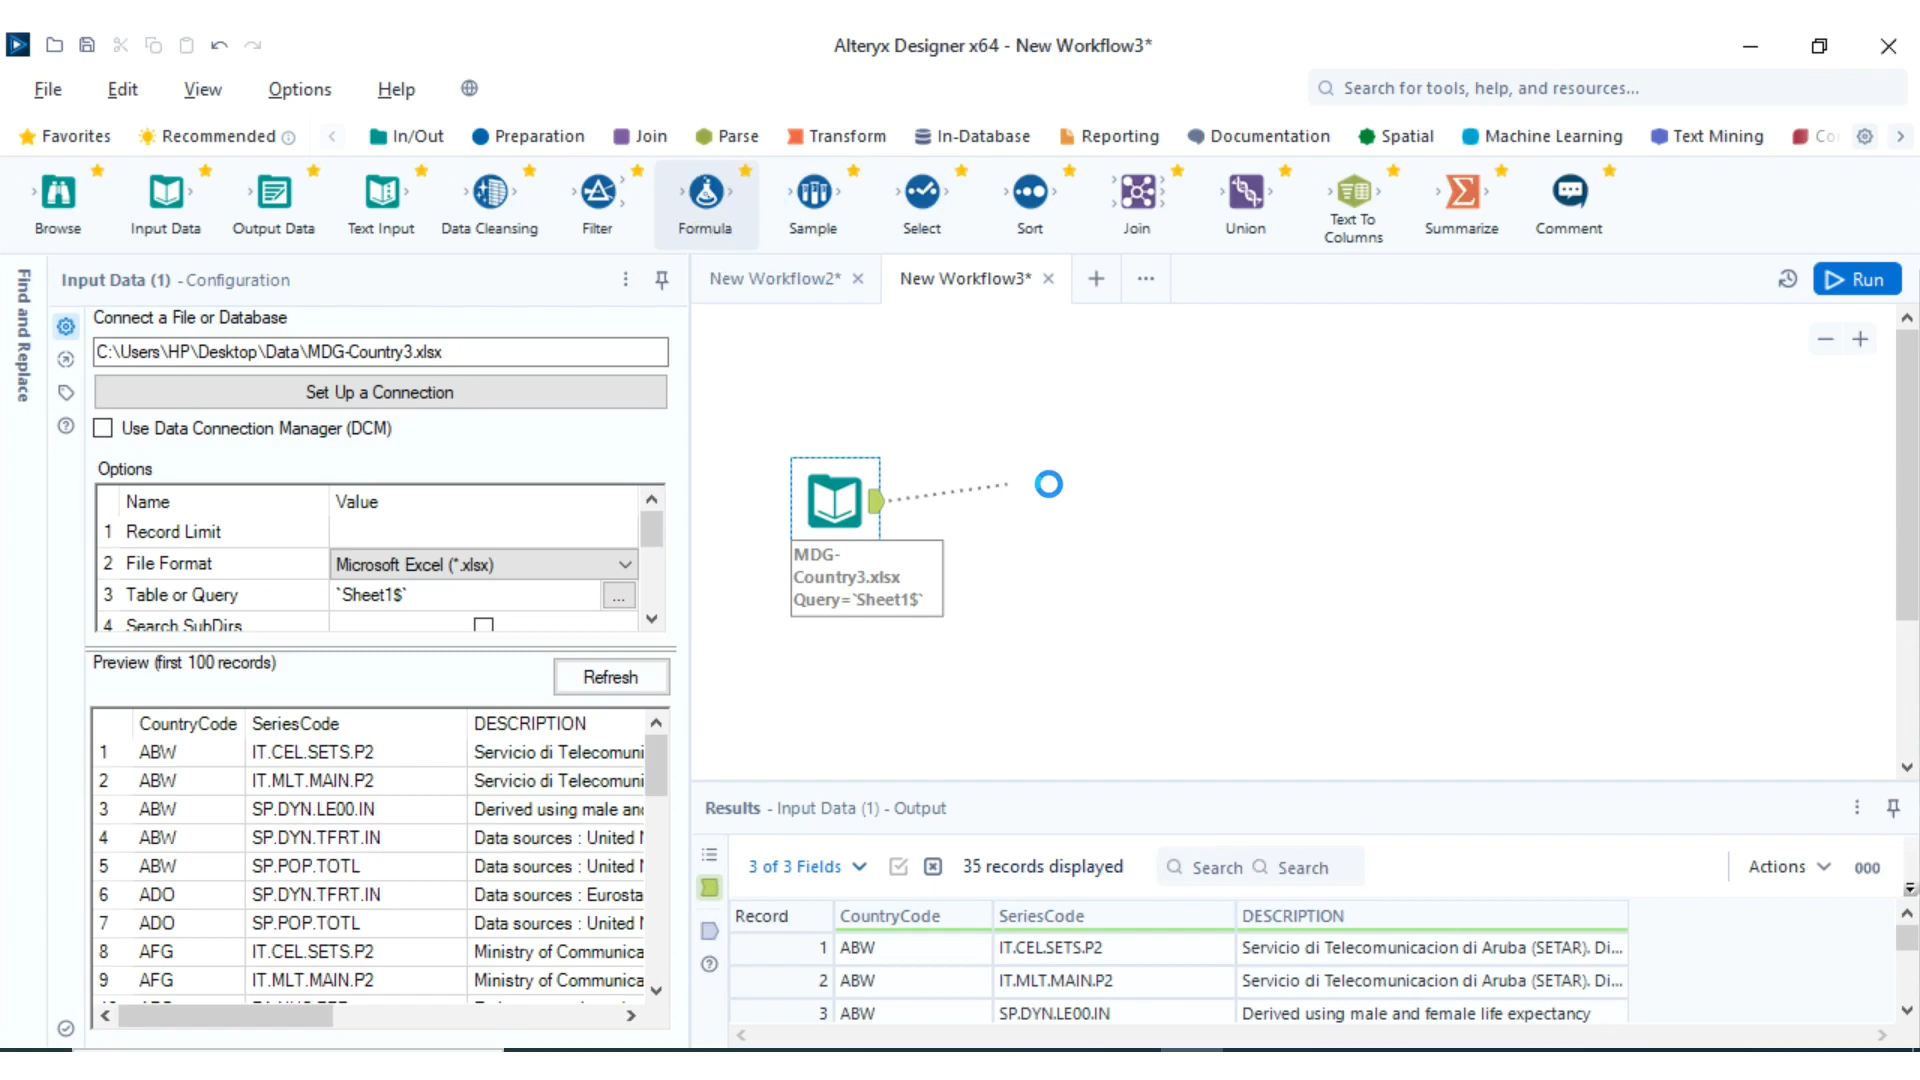 Alteryx Designer x64 - New Workflow3*
File Edit View Options Help
Search for tools, help, and resources...
Favorites Recommended In/Out Preparation Join Parse Transform In-Database Reporting Documentation Spatial Machine Learning Text Mining Co
Browse Input Data Output Data Text Input Data Cleansing Filter Formula Sample Select Sort Join Union Text To Columns Summarize Comment
Find and Replace
Input Data (1) - Configuration
New Workflow2* New Workflow3* Run
Connect a File or Database
C:\Users\HP\Desktop\Data\MDG-Country3.xlsx
Set Up a Connection
Use Data Connection Manager (DCM)
Options
Name Value
1 Record Limit
2 File Format Microsoft Excel (*.xlsx)
3 Table or Query `Sheet1$` ...
4 Search SubDirs
MDG-
Country3.xlsx
Query=`Sheet1$`
Preview (first 100 records)
Refresh
CountryCode SeriesCode DESCRIPTION
1 ABW IT.CEL.SETS.P2 Servicio di Telecomuni
2 ABW IT.MLT.MAIN.P2 Servicio di Telecomuni
3 ABW SP.DYN.LE00.IN Derived using male and
4 ABW SP.DYN.TFRT.IN Data sources : United
5 ABW SP.POP.TOTL Data sources : United
6 ADO SP.DYN.TFRT.IN Data sources : Eurosta
7 ADO SP.POP.TOTL Data sources : United
8 AFG IT.CEL.SETS.P2 Ministry of Communica
9 AFG IT.MLT.MAIN.P2 Ministry of Communica
Results - Input Data (1) - Output
3 of 3 Fields 35 records displayed Search Search Actions 000
Record CountryCode SeriesCode DESCRIPTION
1 ABW IT.CEL.SETS.P2 Servicio di Telecomunicacion di Aruba (SETAR). Di...
2 ABW IT.MLT.MAIN.P2 Servicio di Telecomunicacion di Aruba (SETAR). Di...
3 ABW SP.DYN.LE00.IN Derived using male and female life expectancy